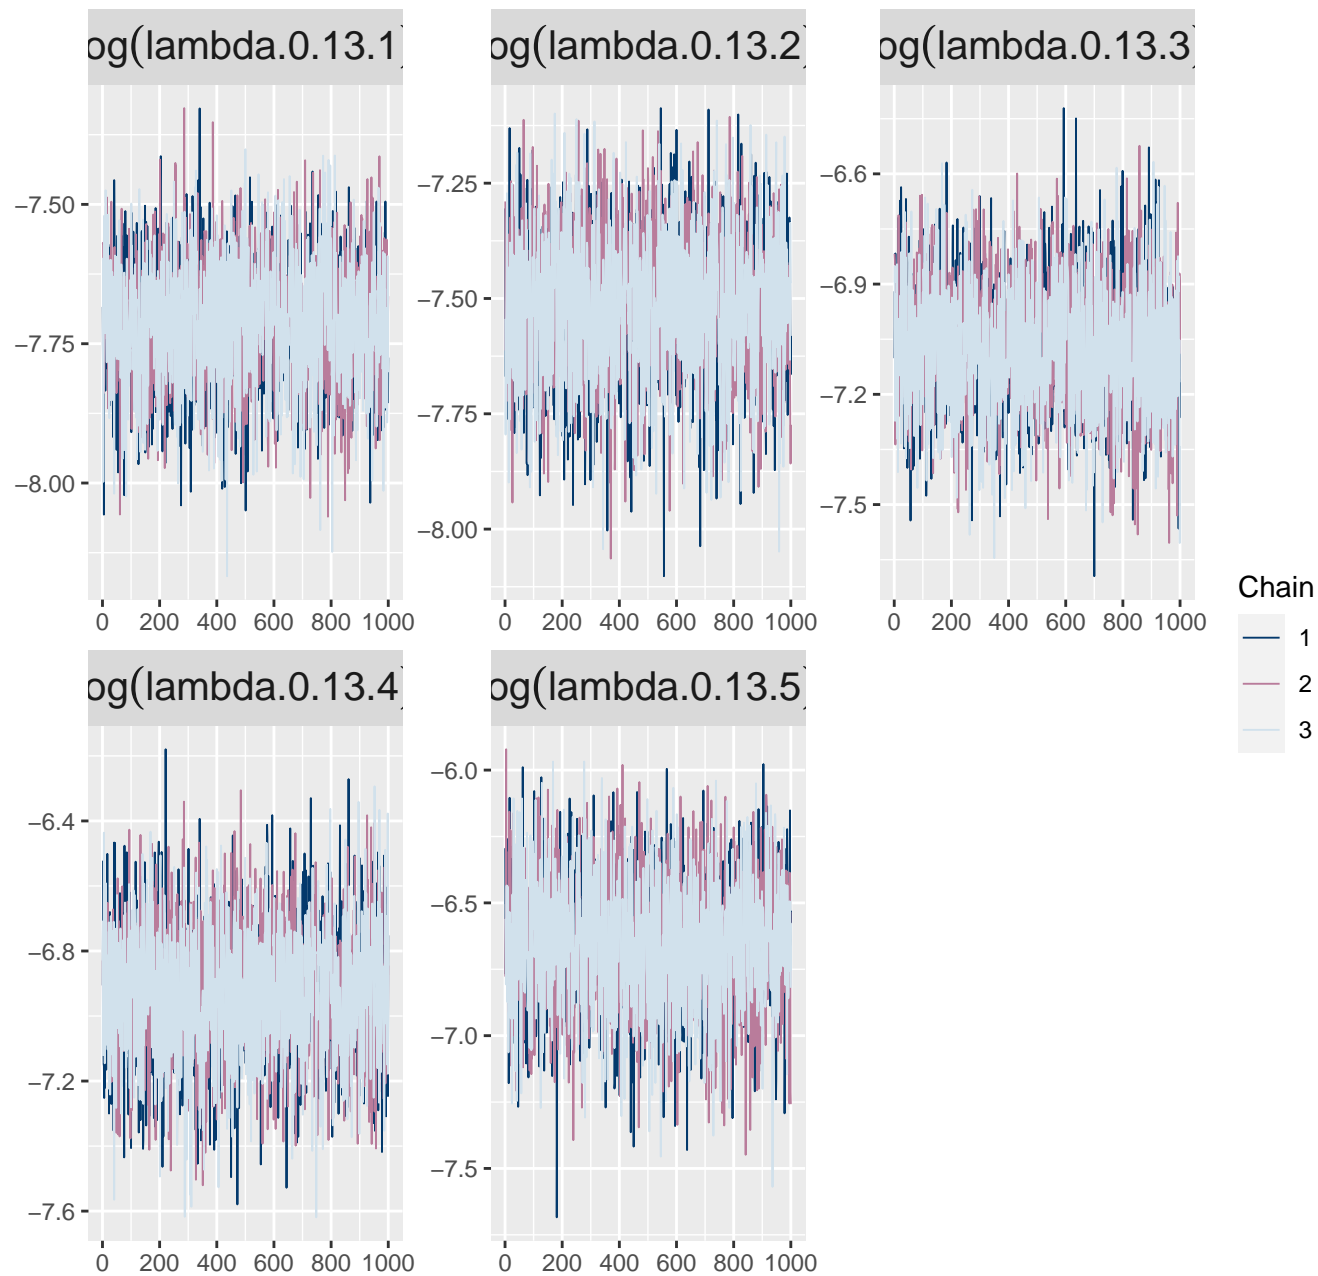 og(lambda.0.13.1)
og(lambda.0.13.2)
og(lambda.0.13.3)
−7.50
−7.75
−8.00
−7.25
−7.50
−7.75
−8.00
−6.6
−6.9
−7.2
−7.5
0 200 400 600 800 1000
0 200 400 600 800 1000
0 200 400 600 800 1000
Chain
1
2
3
og(lambda.0.13.4)
og(lambda.0.13.5)
−6.4
−6.8
−7.2
−7.6
−6.0
−6.5
−7.0
−7.5
0 200 400 600 800 1000
0 200 400 600 800 1000